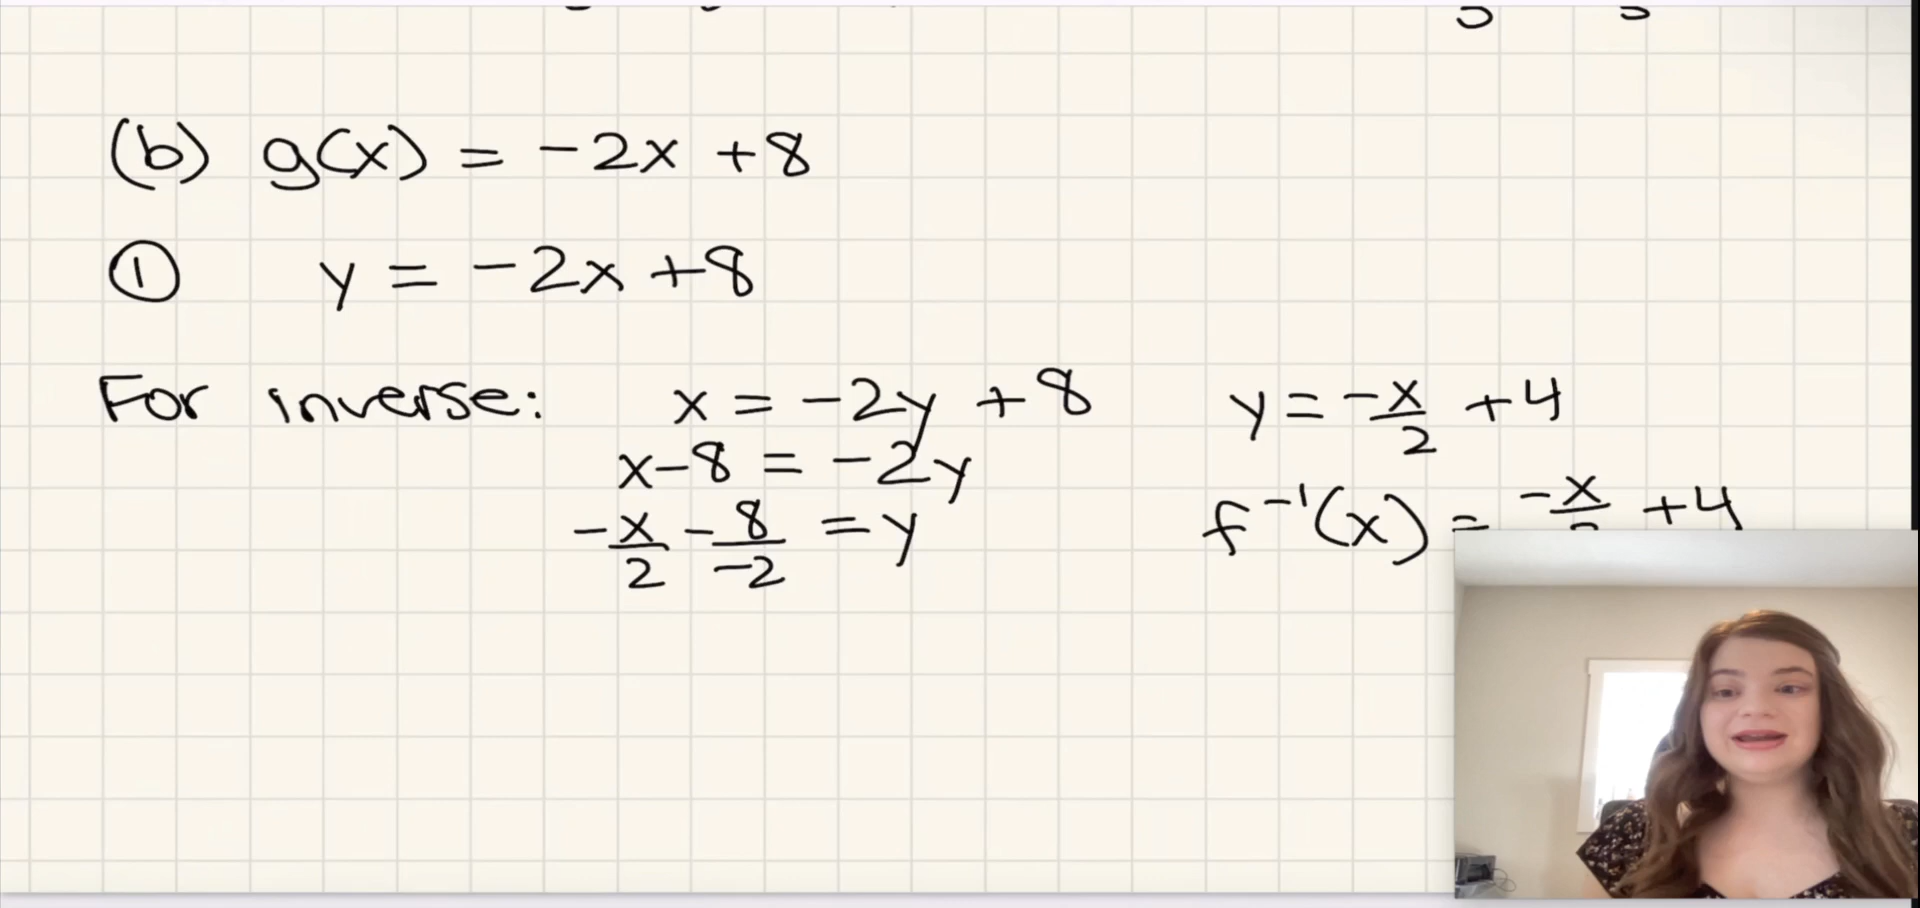 (b) g(x) = -2x +8
① y = -2x +8
For inverse: x = -2y +8
x-8 = -2y
-x/2 - 8/-2 = y
y = -x/2 +4
f⁻¹(x) = -x/2 +4